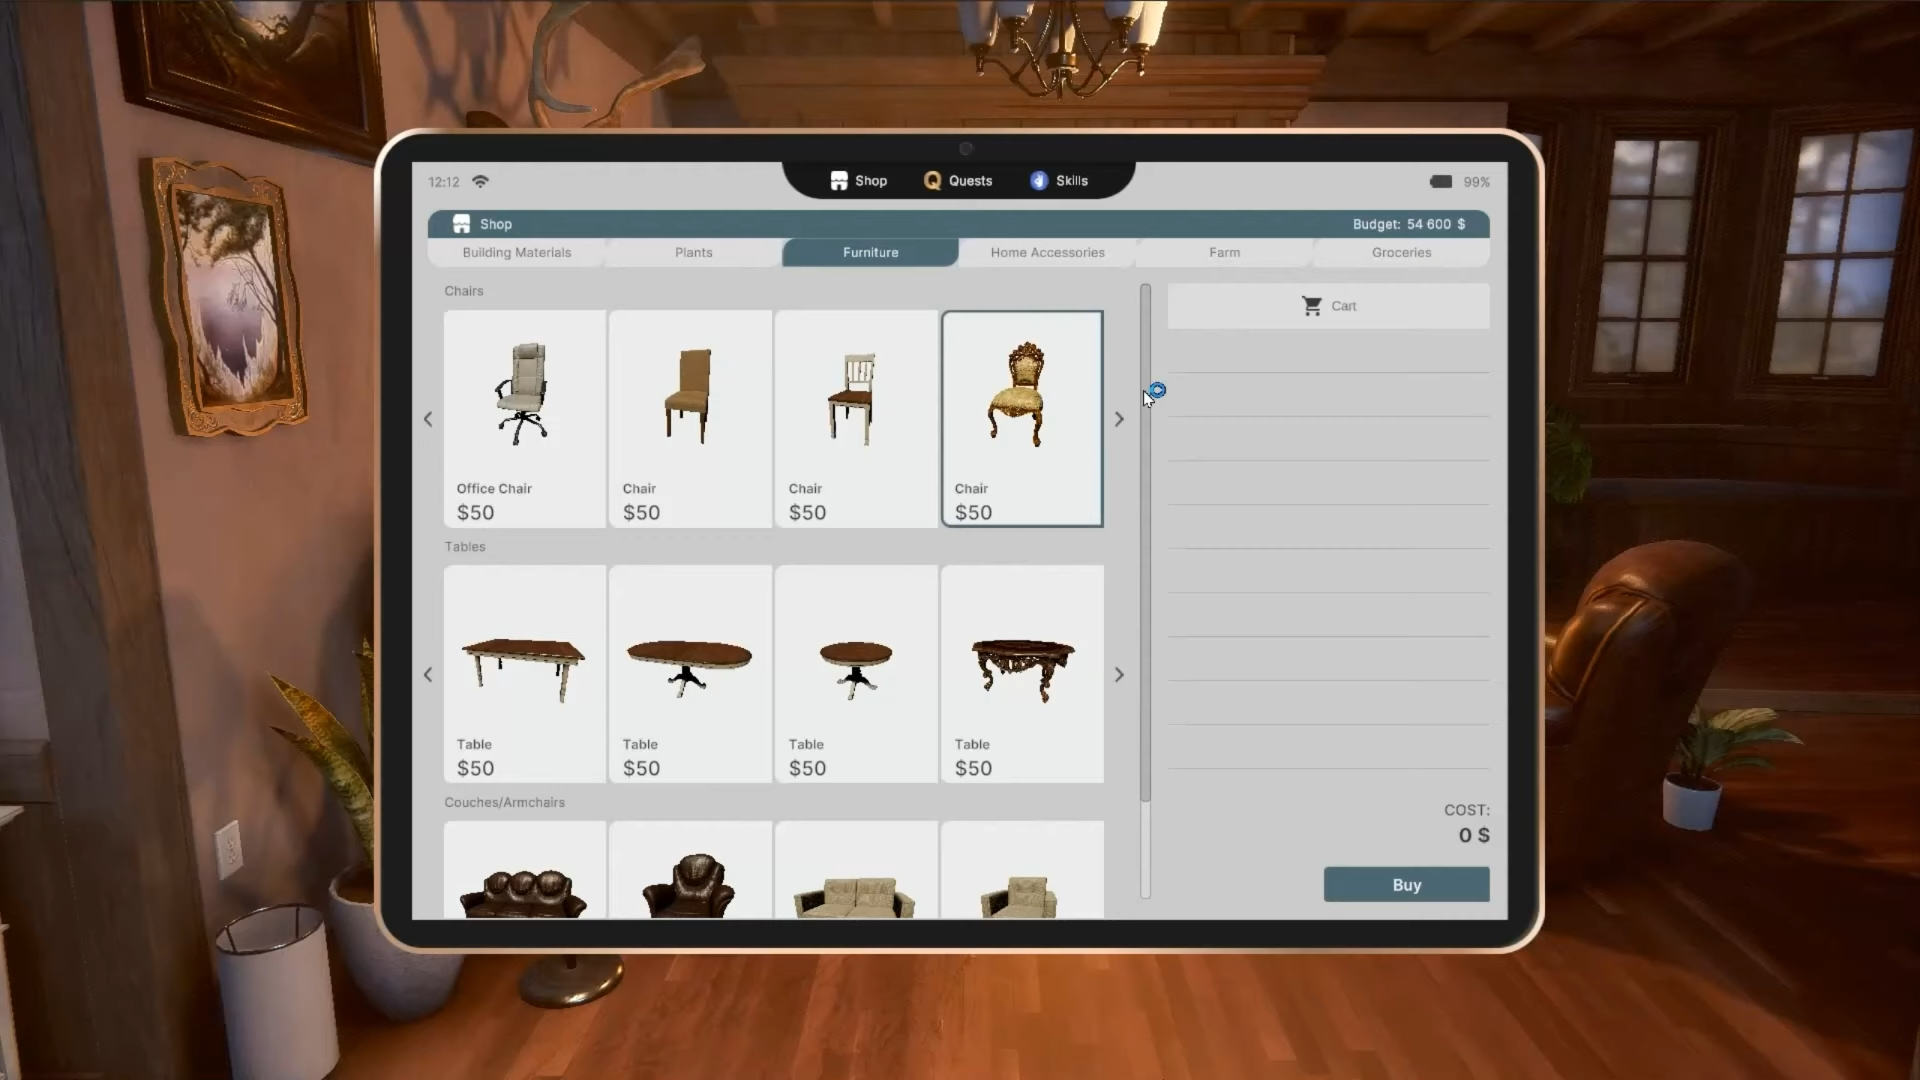 12:12
Shop
Quests
Skills
99%
Shop
Budget: 54 600 $
Building Materials
Plants
Furniture
Home Accessories
Farm
Groceries
Chairs
Cart
Office Chair
$50
Chair
$50
Chair
$50
Chair
$50
Tables
Table
$50
Table
$50
Table
$50
Table
$50
Couches/Armchairs
COST:
0 $
Buy